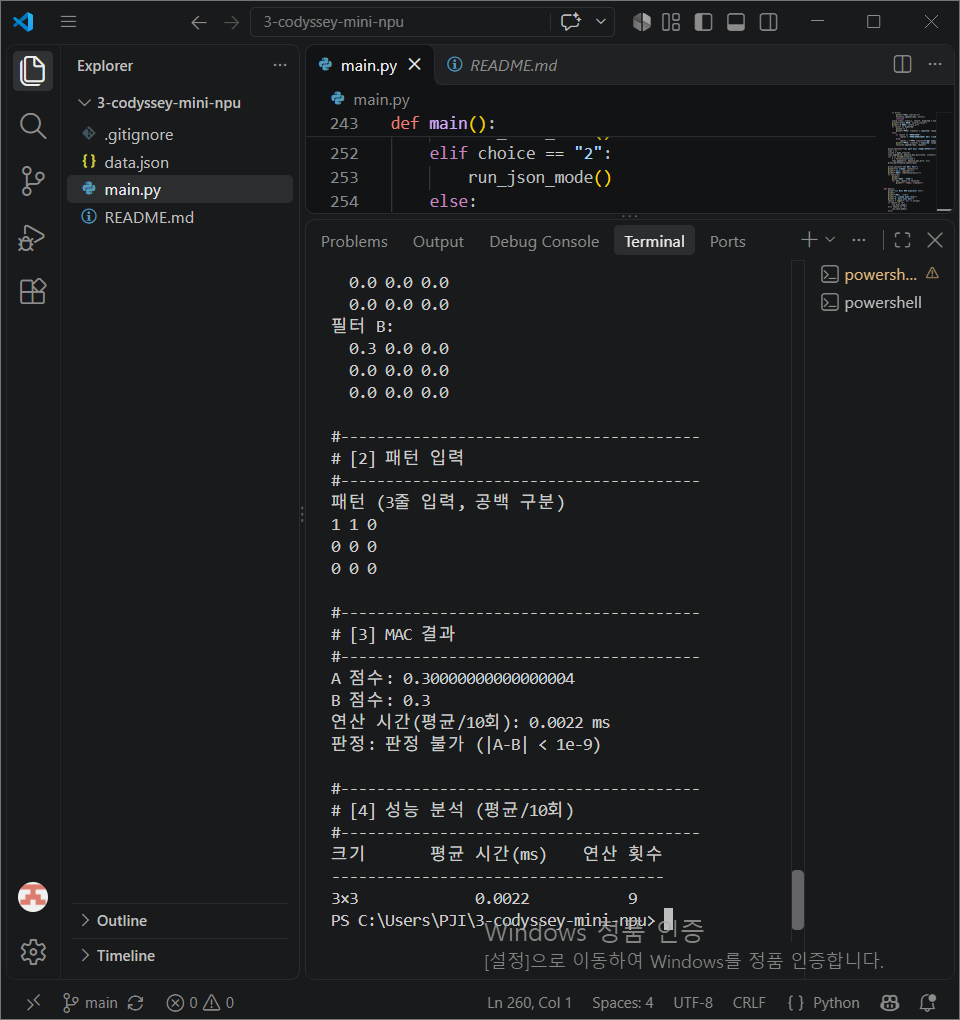 3-codyssey-mini-npu
Explorer
main.py
README.md
3-codyssey-mini-npu
.gitignore
data.json
main.py
README.md
main.py
243 def main():
252 elif choice == "2":
253 run_json_mode()
254 else:
Problems Output Debug Console Terminal Ports
powersh...
powershell
0.0 0.0 0.0
0.0 0.0 0.0
필터 B:
0.3 0.0 0.0
0.0 0.0 0.0
0.0 0.0 0.0
#----------------------------------------
# [2] 패턴 입력
#----------------------------------------
패턴 (3줄 입력, 공백 구분)
1 1 0
0 0 0
0 0 0
#----------------------------------------
# [3] MAC 결과
#----------------------------------------
A 점수: 0.30000000000000004
B 점수: 0.3
연산 시간(평균/10회): 0.0022 ms
판정: 판정 불가 (|A-B| < 1e-9)
#----------------------------------------
# [4] 성능 분석 (평균/10회)
#----------------------------------------
크기 평균 시간(ms) 연산 횟수
-------------------------------------
3×3 0.0022 9
PS C:\Users\PJI\3-codyssey-mini-npu>
Windows 정품 인증
[설정]으로 이동하여 Windows를 정품 인증합니다.
Outline
Timeline
main 0 0 Ln 260, Col 1 Spaces: 4 UTF-8 CRLF { } Python